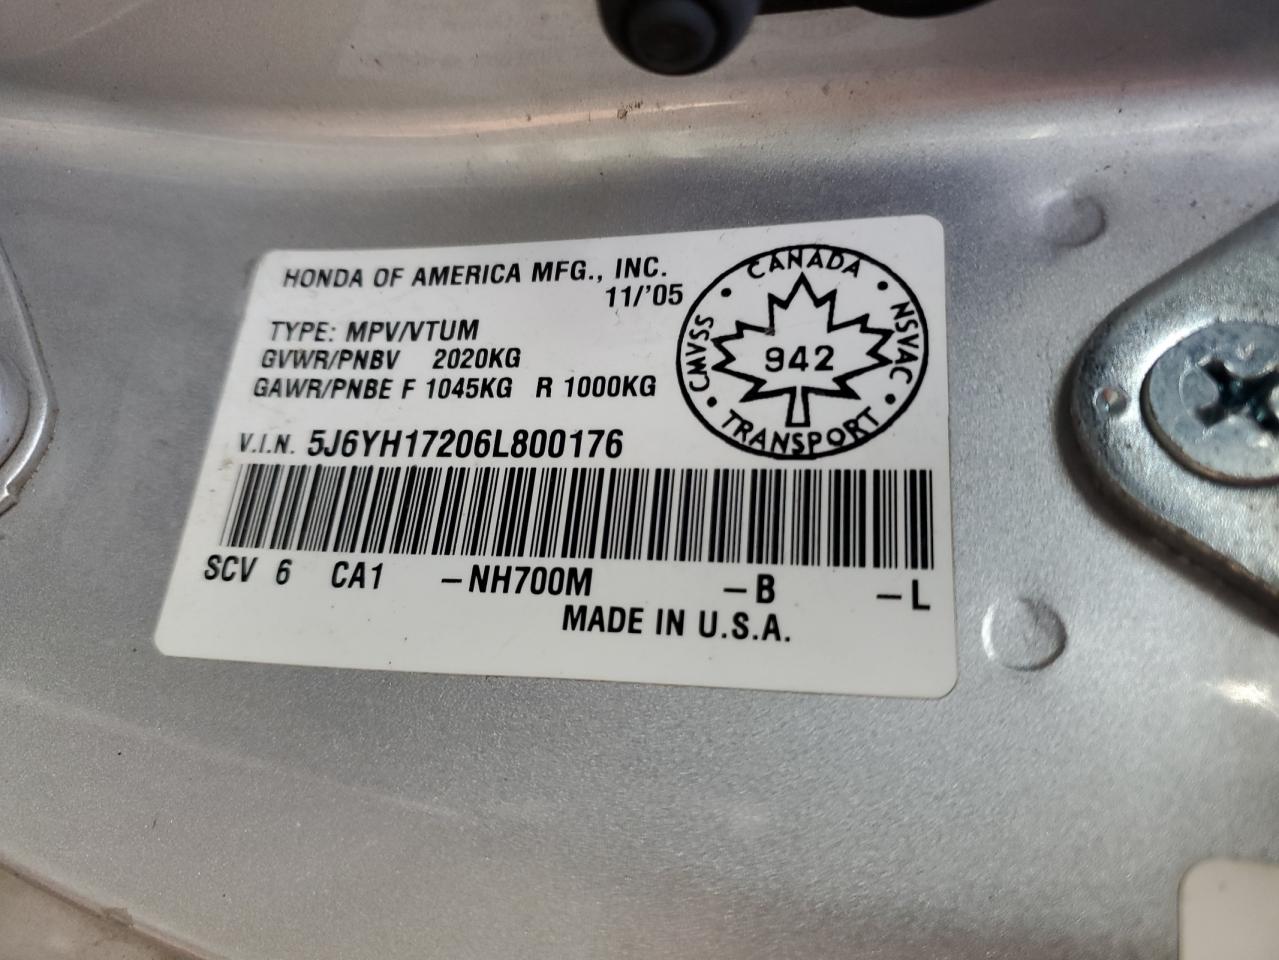 HONDA OF AMERICA MFG., INC.
11/'05
TYPE: MPV/VTUM
GVWR/PNBV 2020KG
GAWR/PNBE F 1045KG R 1000KG
V.I.N. 5J6YH17206L800176
SCV 6 CA1 -NH700M -B -L
MADE IN U.S.A.
CANADA
CMVSS • 942 • NSVAC
TRANSPORT